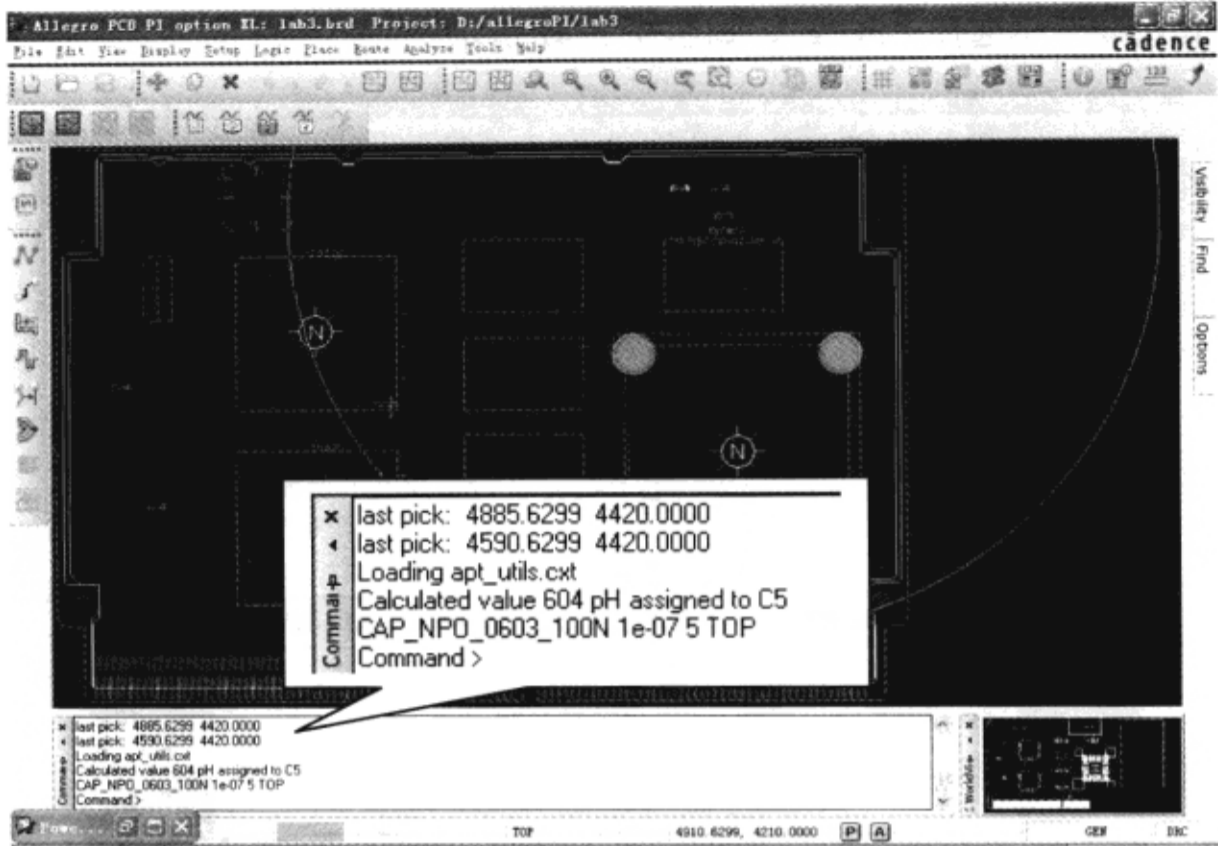 Allegro PCB PI option XL: lab3.brd Project: D:/allegroPI/lab3
File Edit View Display Setup Logic Place Route Analyze Tools Help
cādence
Visibility
Find
Options
N
N
last pick: 4885.6299 4420.0000
last pick: 4590.6299 4420.0000
Loading apt_utils.cxt
Calculated value 604 pH assigned to C5
CAP_NPO_0603_100N 1e-07 5 TOP
Command >
last pick: 4885.6299 4420.0000
last pick: 4590.6299 4420.0000
Loading apt_utils.cxt
Calculated value 604 pH assigned to C5
CAP_NPO_0603_100N 1e-07 5 TOP
Command >
Powe... TOP 4910.6299, 4210.0000 P A GEN DRC